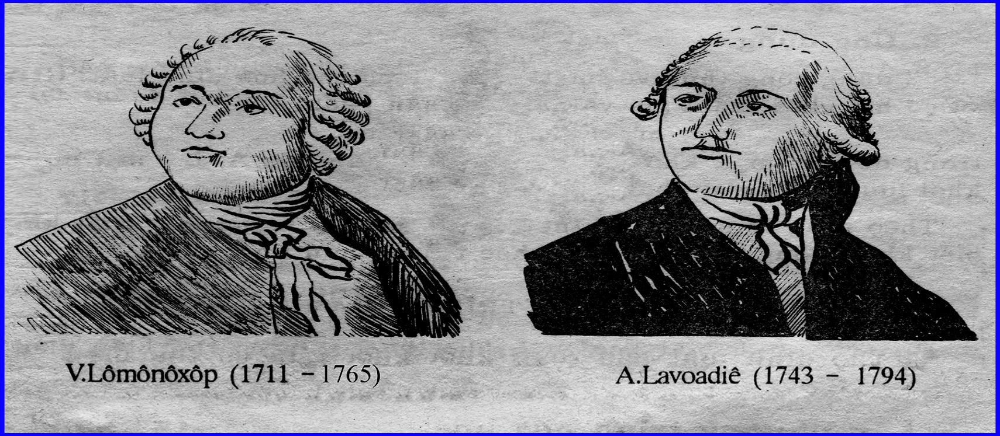 V.Lômônôxôp (1711 – 1765)
A.Lavoadiê (1743 – 1794)